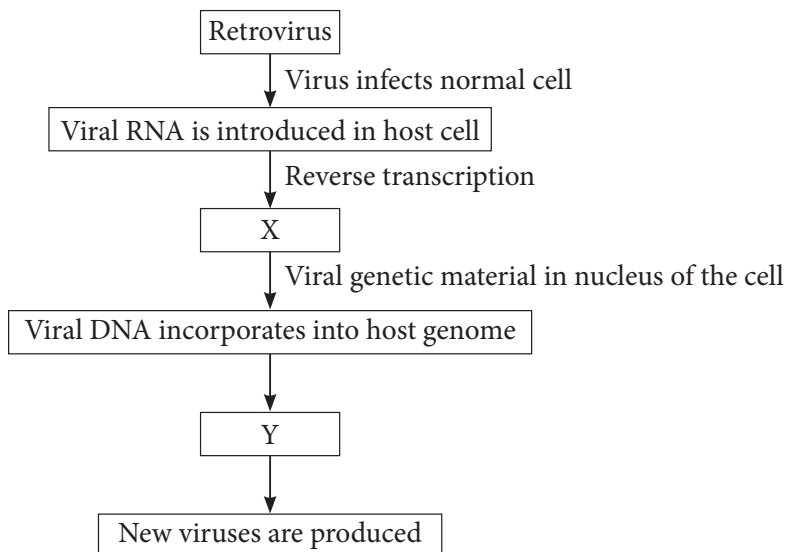 Retrovirus
Virus infects normal cell
Viral RNA is introduced in host cell
Reverse transcription
X
Viral genetic material in nucleus of the cell
Viral DNA incorporates into host genome
Y
New viruses are produced